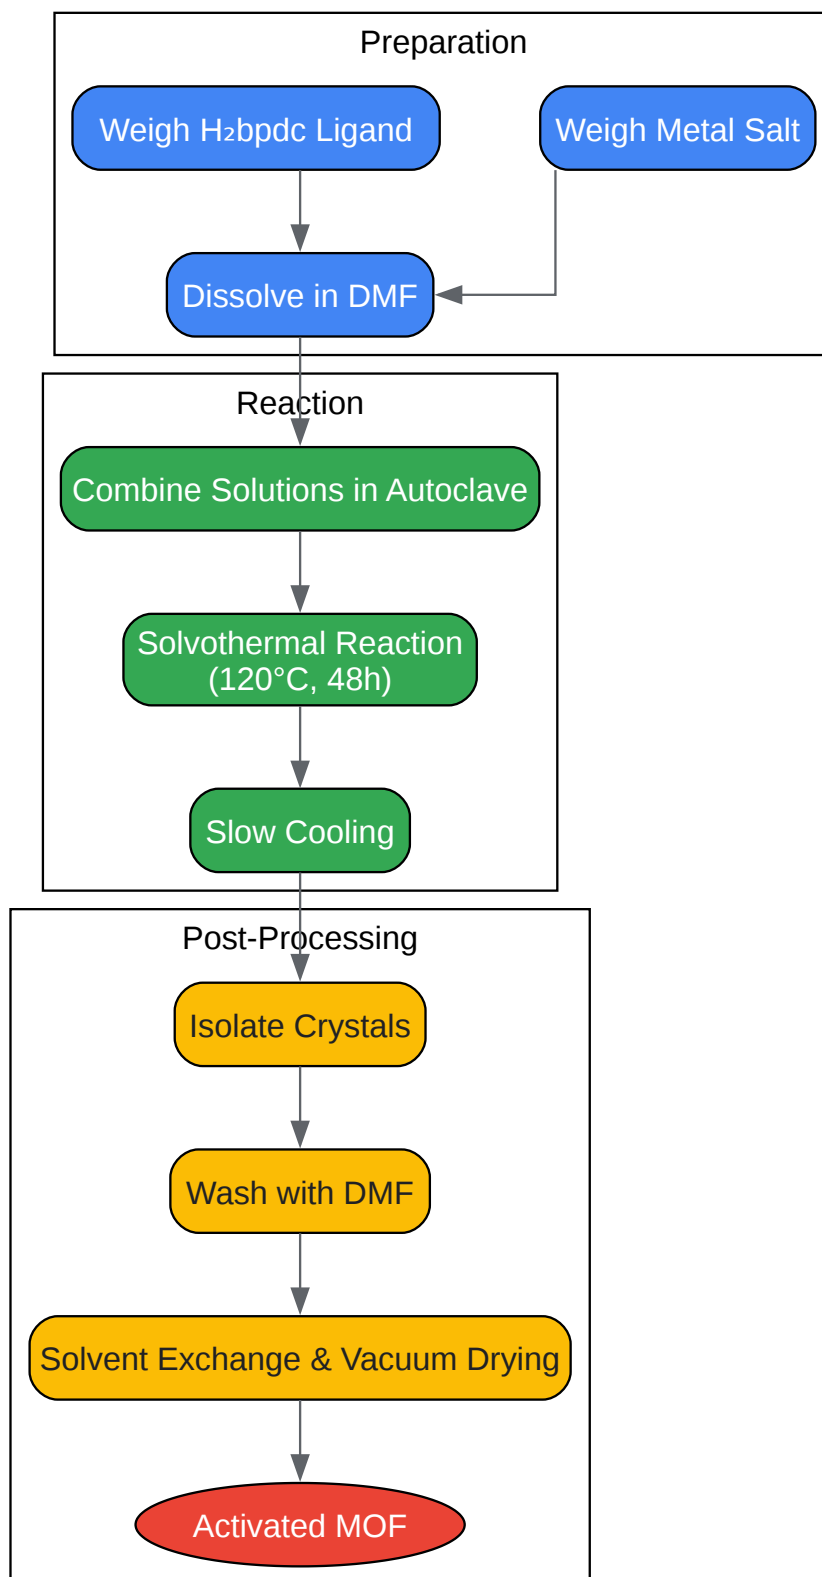 Preparation
Weigh H₂bpdc Ligand
Weigh Metal Salt
Dissolve in DMF
Reaction
Combine Solutions in Autoclave
Solvothermal Reaction
(120°C, 48h)
Slow Cooling
Post-Processing
Isolate Crystals
Wash with DMF
Solvent Exchange & Vacuum Drying
Activated MOF